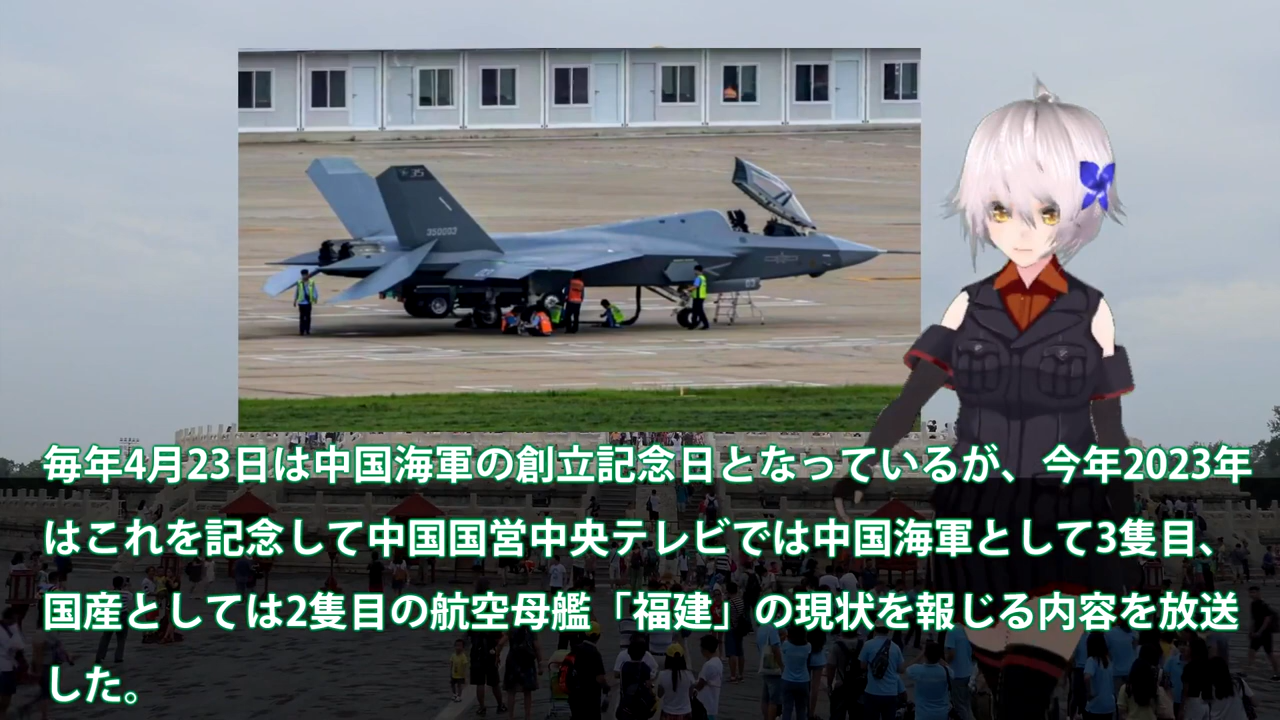 35
350003
03
毎年4月23日は中国海軍の創立記念日となっているが、今年2023年
はこれを記念して中国国営中央テレビでは中国海軍として3隻目、
国産としては2隻目の航空母艦「福建」の現状を報じる内容を放送
した。